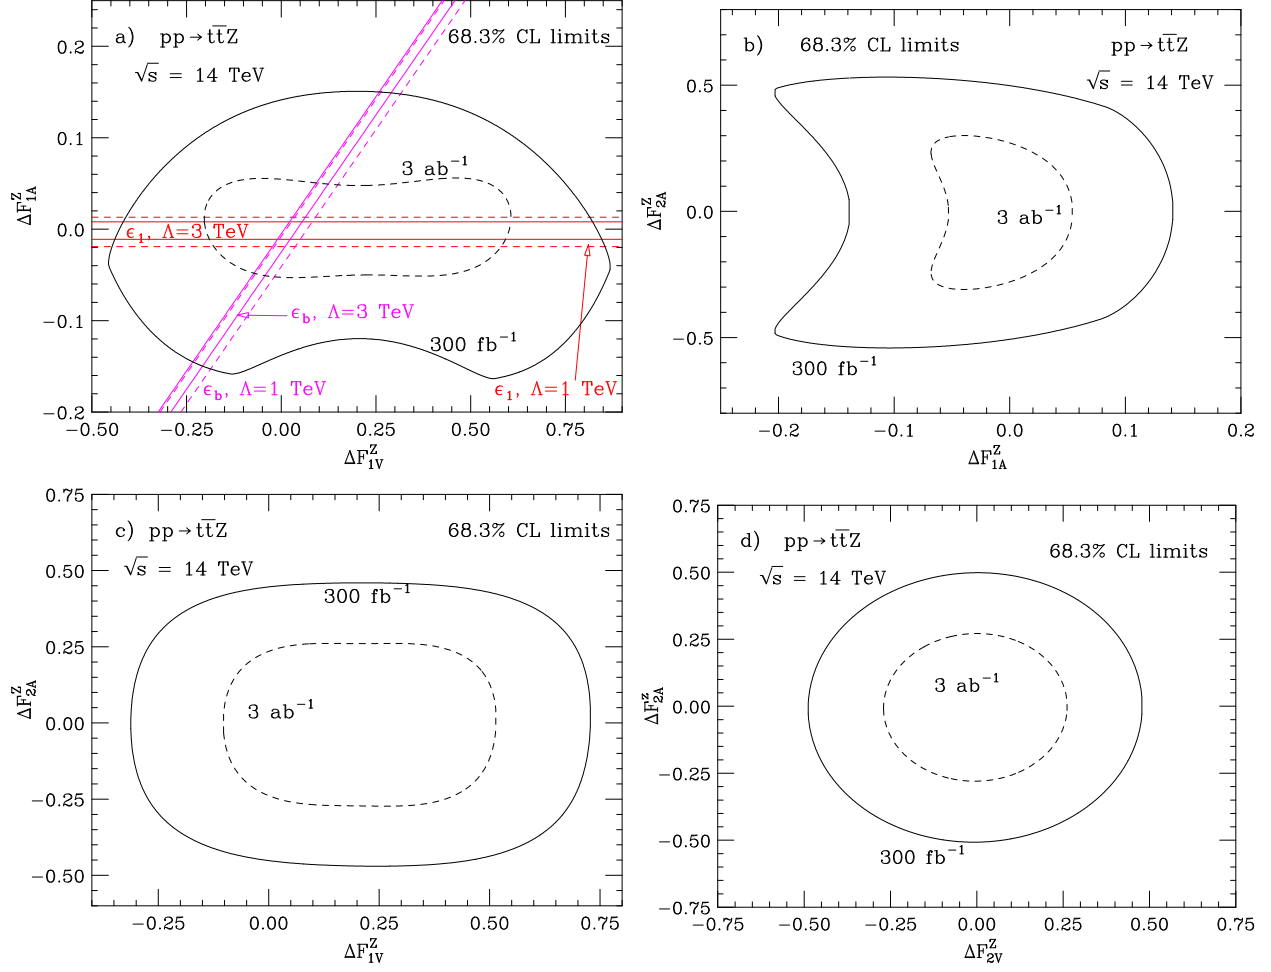 a) pp→tt̅Z
68.3% CL limits
√s = 14 TeV
3 ab⁻¹
ϵ₁, Λ=3 TeV
ϵ_b, Λ=3 TeV
300 fb⁻¹
ϵ_b, Λ=1 TeV
ϵ₁, Λ=1 TeV
0.2
0.1
0.0
−0.1
−0.2
ΔF^Z_1A
−0.50 −0.25 0.00 0.25 0.50 0.75
ΔF^Z_1V
b) 68.3% CL limits pp→tt̅Z
√s = 14 TeV
3 ab⁻¹
300 fb⁻¹
0.5
0.0
−0.5
ΔF^Z_2A
−0.2 −0.1 0.0 0.1 0.2
ΔF^Z_1A
c) pp→tt̅Z
68.3% CL limits
√s = 14 TeV
300 fb⁻¹
3 ab⁻¹
0.75
0.50
0.25
0.00
−0.25
−0.50
ΔF^Z_2A
−0.25 0.00 0.25 0.50 0.75
ΔF^Z_1V
d) pp→tt̅Z
68.3% CL limits
√s = 14 TeV
3 ab⁻¹
300 fb⁻¹
0.75
0.50
0.25
0.00
−0.25
−0.50
−0.75
ΔF^Z_2A
−0.75 −0.50 −0.25 0.00 0.25 0.50 0.75
ΔF^Z_2V